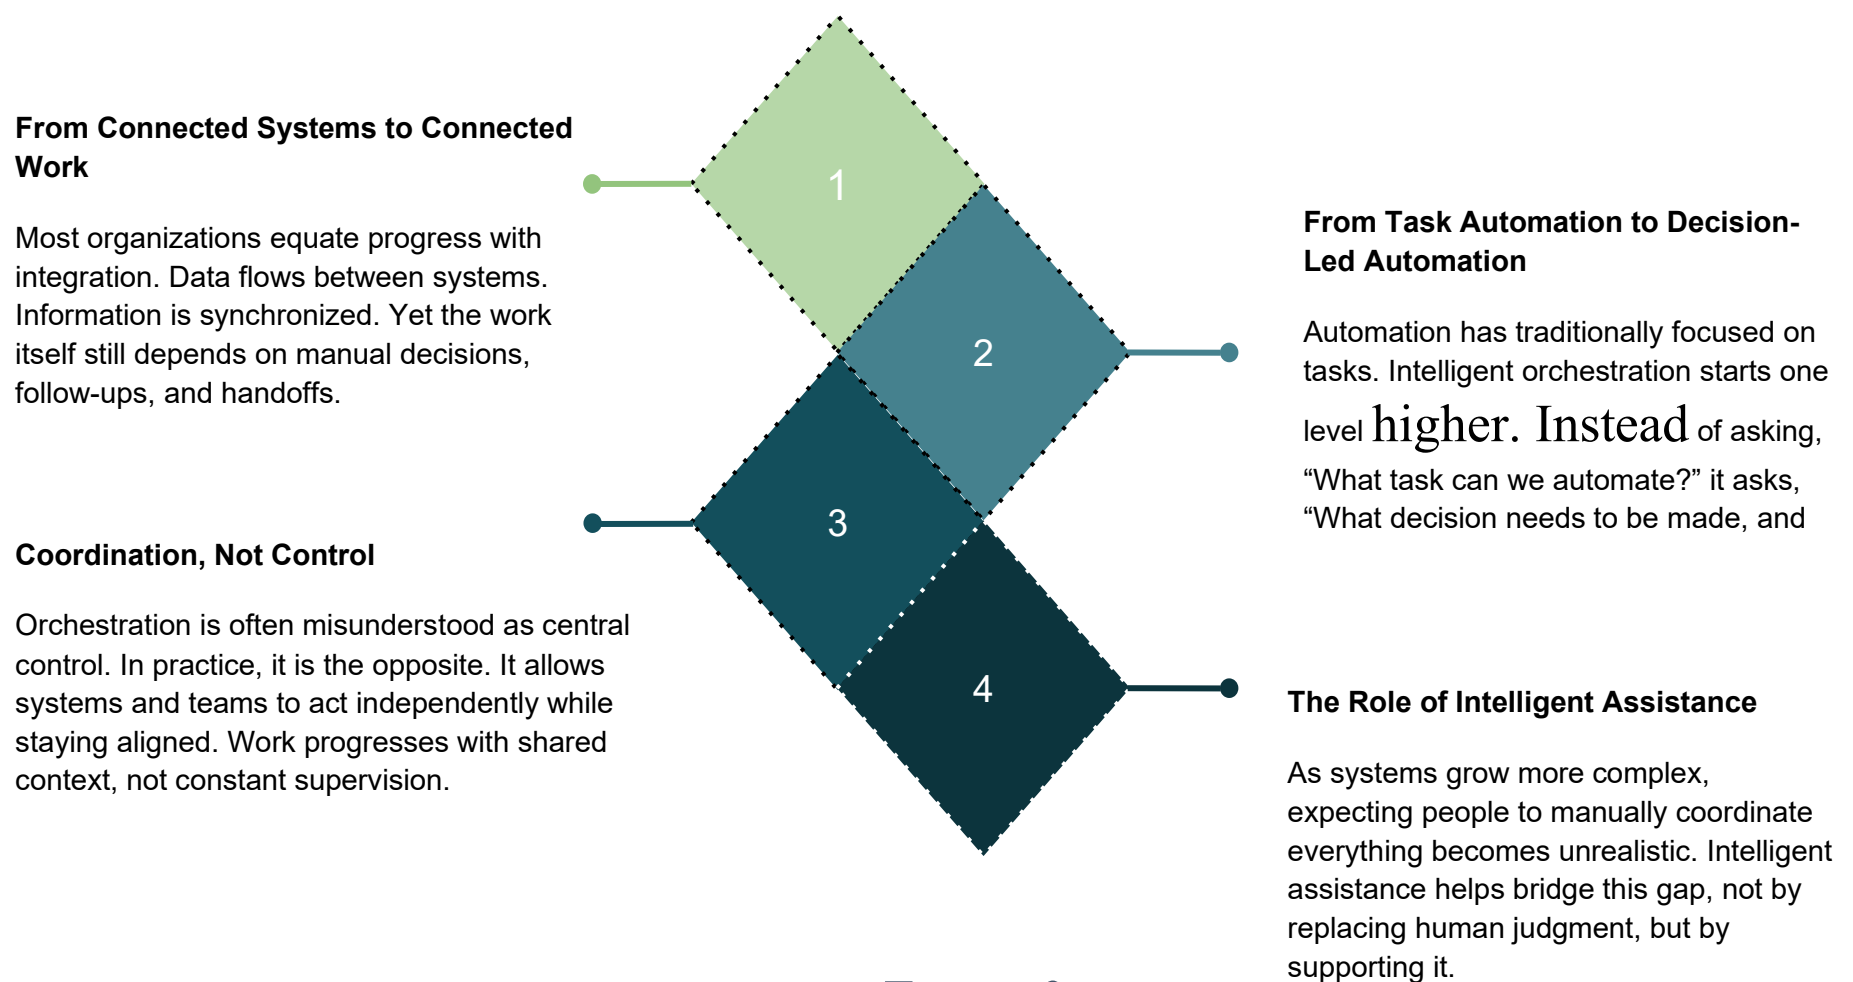 From Connected Systems to Connected
Work
Most organizations equate progress with
integration. Data flows between systems.
Information is synchronized. Yet the work
itself still depends on manual decisions,
follow-ups, and handoffs.
1
From Task Automation to Decision-
Led Automation
Automation has traditionally focused on
tasks. Intelligent orchestration starts one
level higher. Instead of asking,
“What task can we automate?” it asks,
“What decision needs to be made, and
2
Coordination, Not Control
Orchestration is often misunderstood as central
control. In practice, it is the opposite. It allows
systems and teams to act independently while
staying aligned. Work progresses with shared
context, not constant supervision.
3
4
The Role of Intelligent Assistance
As systems grow more complex,
expecting people to manually coordinate
everything becomes unrealistic. Intelligent
assistance helps bridge this gap, not by
replacing human judgment, but by
supporting it.